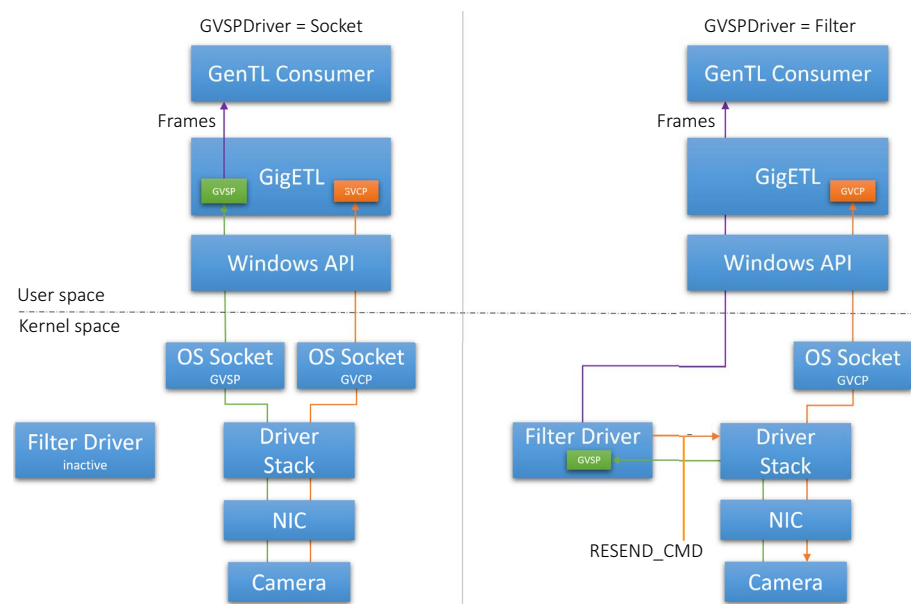 GVSPDriver = Socket
GenTL Consumer
Frames
GigETL
GVSP
GVCP
Windows API
User space
Kernel space
OS Socket
GVSP
OS Socket
GVCP
Filter Driver
inactive
Driver
Stack
NIC
Camera
GVSPDriver = Filter
GenTL Consumer
Frames
GigETL
GVCP
Windows API
OS Socket
GVCP
Filter Driver
GVSP
Driver
Stack
NIC
RESEND_CMD
Camera